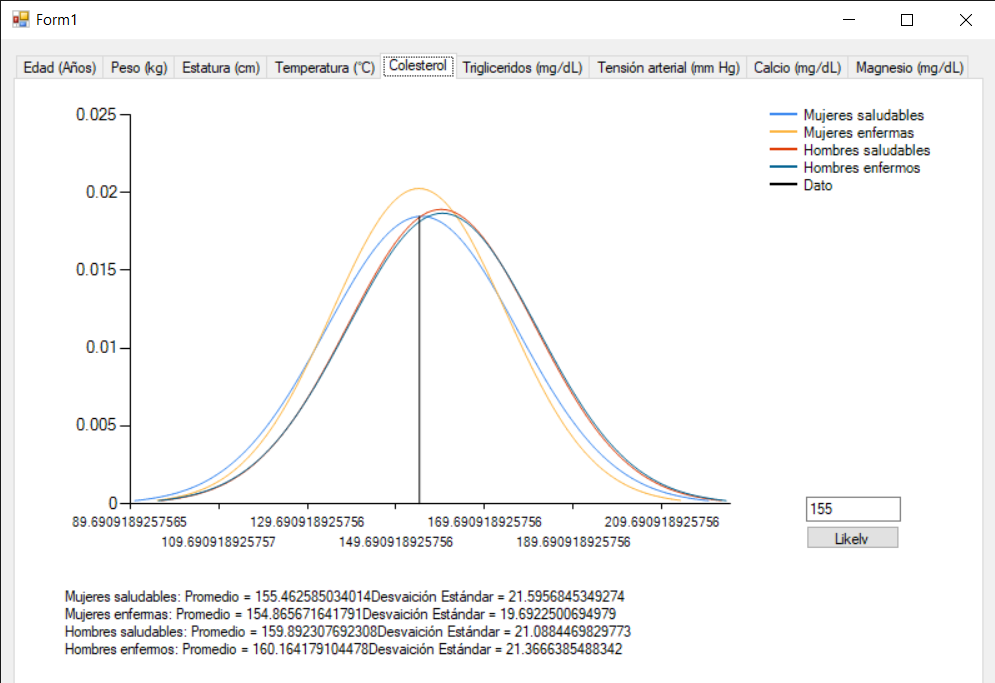 Form1
Edad (Años) Peso (kg) Estatura (cm) Temperatura (°C) Colesterol Trigliceridos (mg/dL) Tensión arterial (mm Hg) Calcio (mg/dL) Magnesio (mg/dL)
0.025
0.02
0.015
0.01
0.005
0
89.6909189257565 129.690918925756 169.690918925756 209.690918925756
109.690918925757 149.690918925756 189.690918925756
Mujeres saludables
Mujeres enfermas
Hombres saludables
Hombres enfermos
Dato
155
Likely
Mujeres saludables: Promedio = 155.462585034014Desvaición Estándar = 21.5956845349274
Mujeres enfermas: Promedio = 154.865671641791Desvaición Estándar = 19.6922500694979
Hombres saludables: Promedio = 159.892307692308Desvaición Estándar = 21.0884469829773
Hombres enfermos: Promedio = 160.164179104478Desvaición Estándar = 21.3666385488342